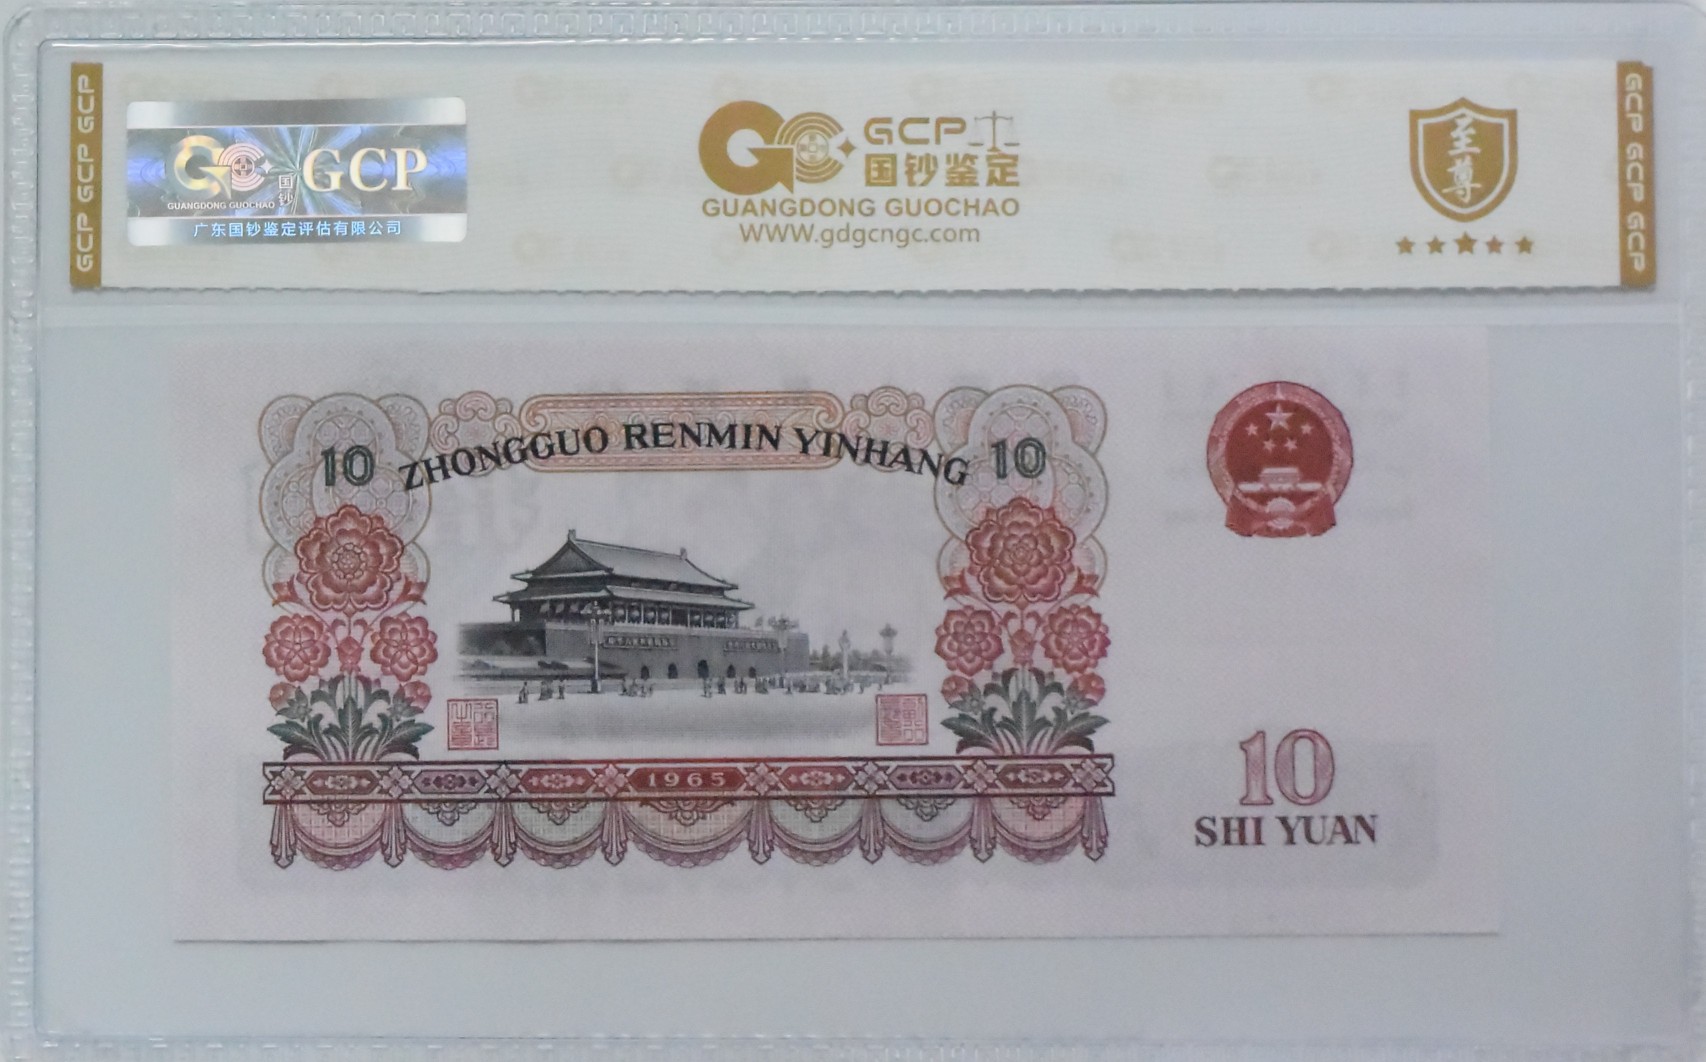 GCP GCP GCP
GCP
国钞
GUANGDONG GUOCHAO
广东国钞鉴定评估有限公司
GCP
国钞鉴定
GUANGDONG GUOCHAO
WWW.gdgcngc.com
至尊
GCP GCP GCP
10 ZHONGGUO RENMIN YINHANG 10
1965
10
SHI YUAN